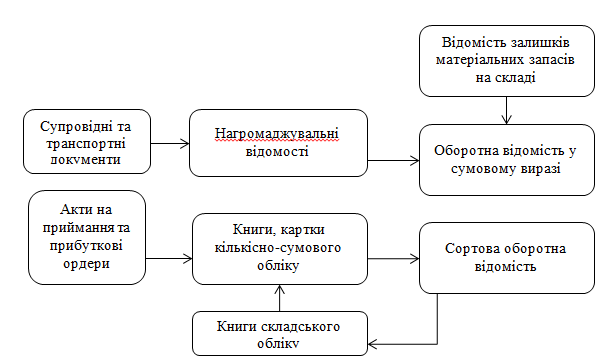 Відомість залишків
матеріальних запасів
на складі
Супровідні та
транспортні
документи
Нагромаджувальні
відомості
Оборотна відомість у
сумовому виразі
Акти на
приймання та
прибуткові
ордери
Книги, картки
кількісно-сумового
обліку
Сортова оборотна
відомість
Книги складського
обліку